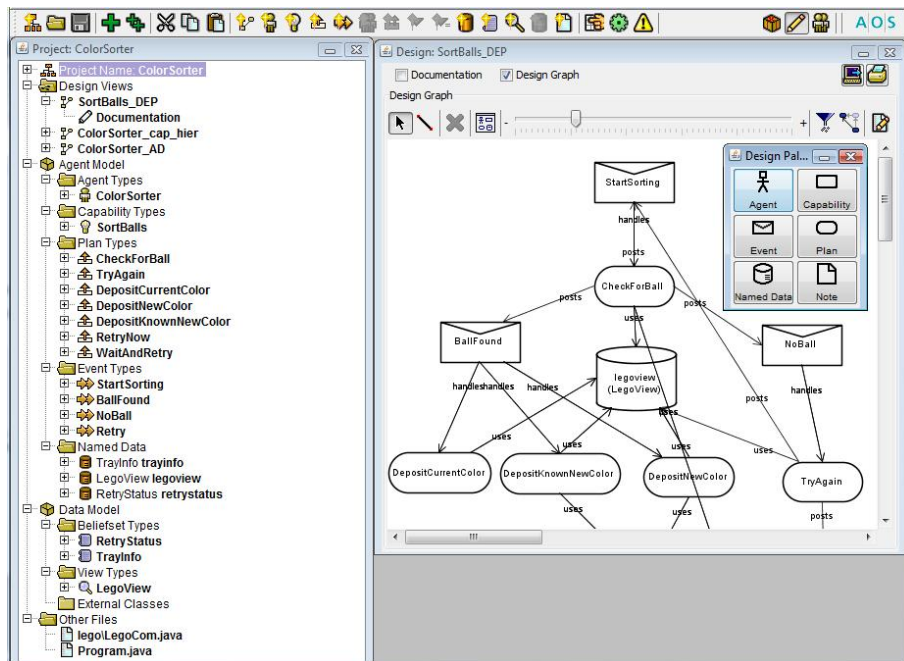 AOS
Project: ColorSorter
Project Name: ColorSorter
Design Views
SortBalls_DEP
Documentation
ColorSorter_cap_hier
ColorSorter_AD
Agent Model
Agent Types
ColorSorter
Capability Types
SortBalls
Plan Types
CheckForBall
TryAgain
DepositCurrentColor
DepositNewColor
DepositKnownNewColor
RetryNow
WaitAndRetry
Event Types
StartSorting
BallFound
NoBall
Retry
Named Data
TrayInfo trayinfo
LegoView legoview
RetryStatus retrystatus
Data Model
Beliefset Types
RetryStatus
TrayInfo
View Types
LegoView
External Classes
Other Files
lego\LegoCom.java
Program.java
Design: SortBalls_DEP
Documentation Design Graph
Design Graph
- +
Design Pal...
Agent Capability
Event Plan
Named Data Note
StartSorting
handles
posts
CheckForBall
posts posts
uses
BallFound
NoBall
legoview
(LegoView)
handles handles handles handles
posts
uses
uses uses uses
DepositCurrentColor DepositKnownNewColor DepositNewColor TryAgain
uses uses posts